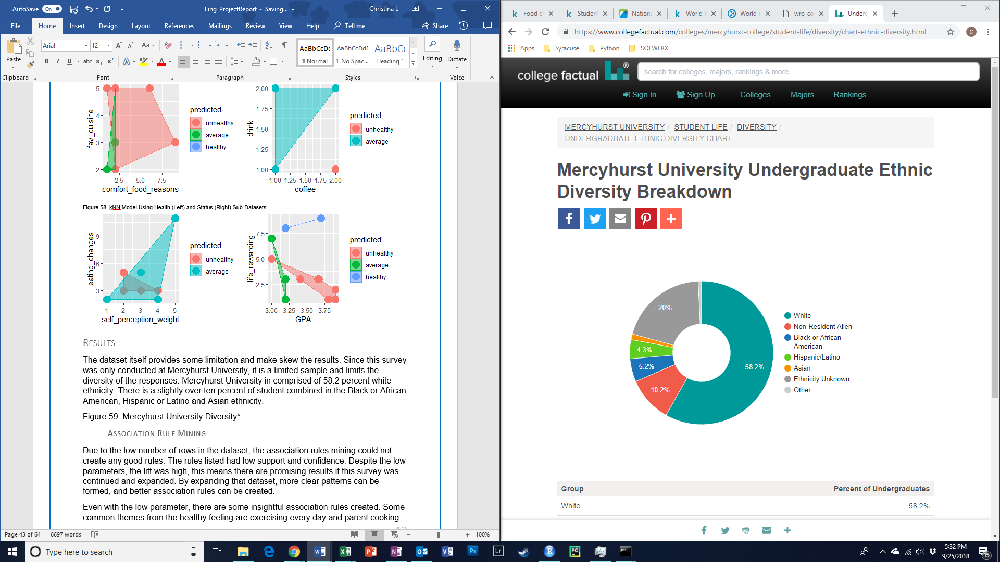 AutoSave On Ling_ProjectReport - Saving... Christina L
File Home Insert Design Layout References Mailings Review View Help Tell me Share
Arial 12 Aa
Paste B I U abc x₂ x² A
AaBbCcDc AaBbCcDdE AaBbCc
¶ Normal ¶ No Spac... Heading 1
Editing Dictate
Clipboard Font Paragraph Styles Voice
fav_cuisine
5
4
3
2
2.5 5.0 7.5
comfort_food_reasons
predicted
unhealthy
average
healthy
drink
2.00
1.75
1.50
1.25
1.00
1.00 1.25 1.50 1.75 2.00
coffee
predicted
unhealthy
average
Figure 58. kNN Model Using Health (Left) and Status (Right) Sub-Datasets
eating_changes
9
6
3
1 2 3 4 5
self_perception_weight
predicted
unhealthy
average
life_rewarding
7.5
5.0
2.5
3.00 3.25 3.50 3.75
GPA
predicted
unhealthy
average
healthy
RESULTS
The dataset itself provides some limitation and make skew the results. Since this survey
was only conducted at Mercyhurst University, it is a limited sample and limits the
diversity of the responses. Mercyhurst University in comprised of 58.2 percent white
ethnicity. There is a slightly over ten percent of student combined in the Black or African
American, Hispanic or Latino and Asian ethnicity.
Figure 59. Mercyhurst University Diversity*
ASSOCIATION RULE MINING
Due to the low number of rows in the dataset, the association rules mining could not
create any good rules. The rules listed had low support and confidence. Despite the low
parameters, the lift was high, this means there are promising results if this survey was
continued and expanded. By expanding that dataset, more clear patterns can be
formed, and better association rules can be created.
Even with the low parameter, there are some insightful association rules created. Some
common themes from the healthy feeling are exercising every day and parent cooking
Page 43 of 64 6697 words 100%
Food ch Student Nationa World World wrp-co Underg
https://www.collegefactual.com/colleges/mercyhurst-college/student-life/diversity/chart-ethnic-diversity.html C
Apps Syracuse Python SOFWERX
college factual ® search for colleges, majors, rankings & more ...
Sign In Sign Up Colleges Majors Rankings
MERCYHURST UNIVERSITY / STUDENT LIFE / DIVERSITY /
UNDERGRADUATE ETHNIC DIVERSITY CHART
Mercyhurst University Undergraduate Ethnic
Diversity Breakdown
20%
4.3%
5.2%
10.2%
58.2%
White
Non-Resident Alien
Black or African
American
Hispanic/Latino
Asian
Ethnicity Unknown
Other
Group Percent of Undergraduates
White 58.2%
Type here to search
5:32 PM
9/25/2018
15